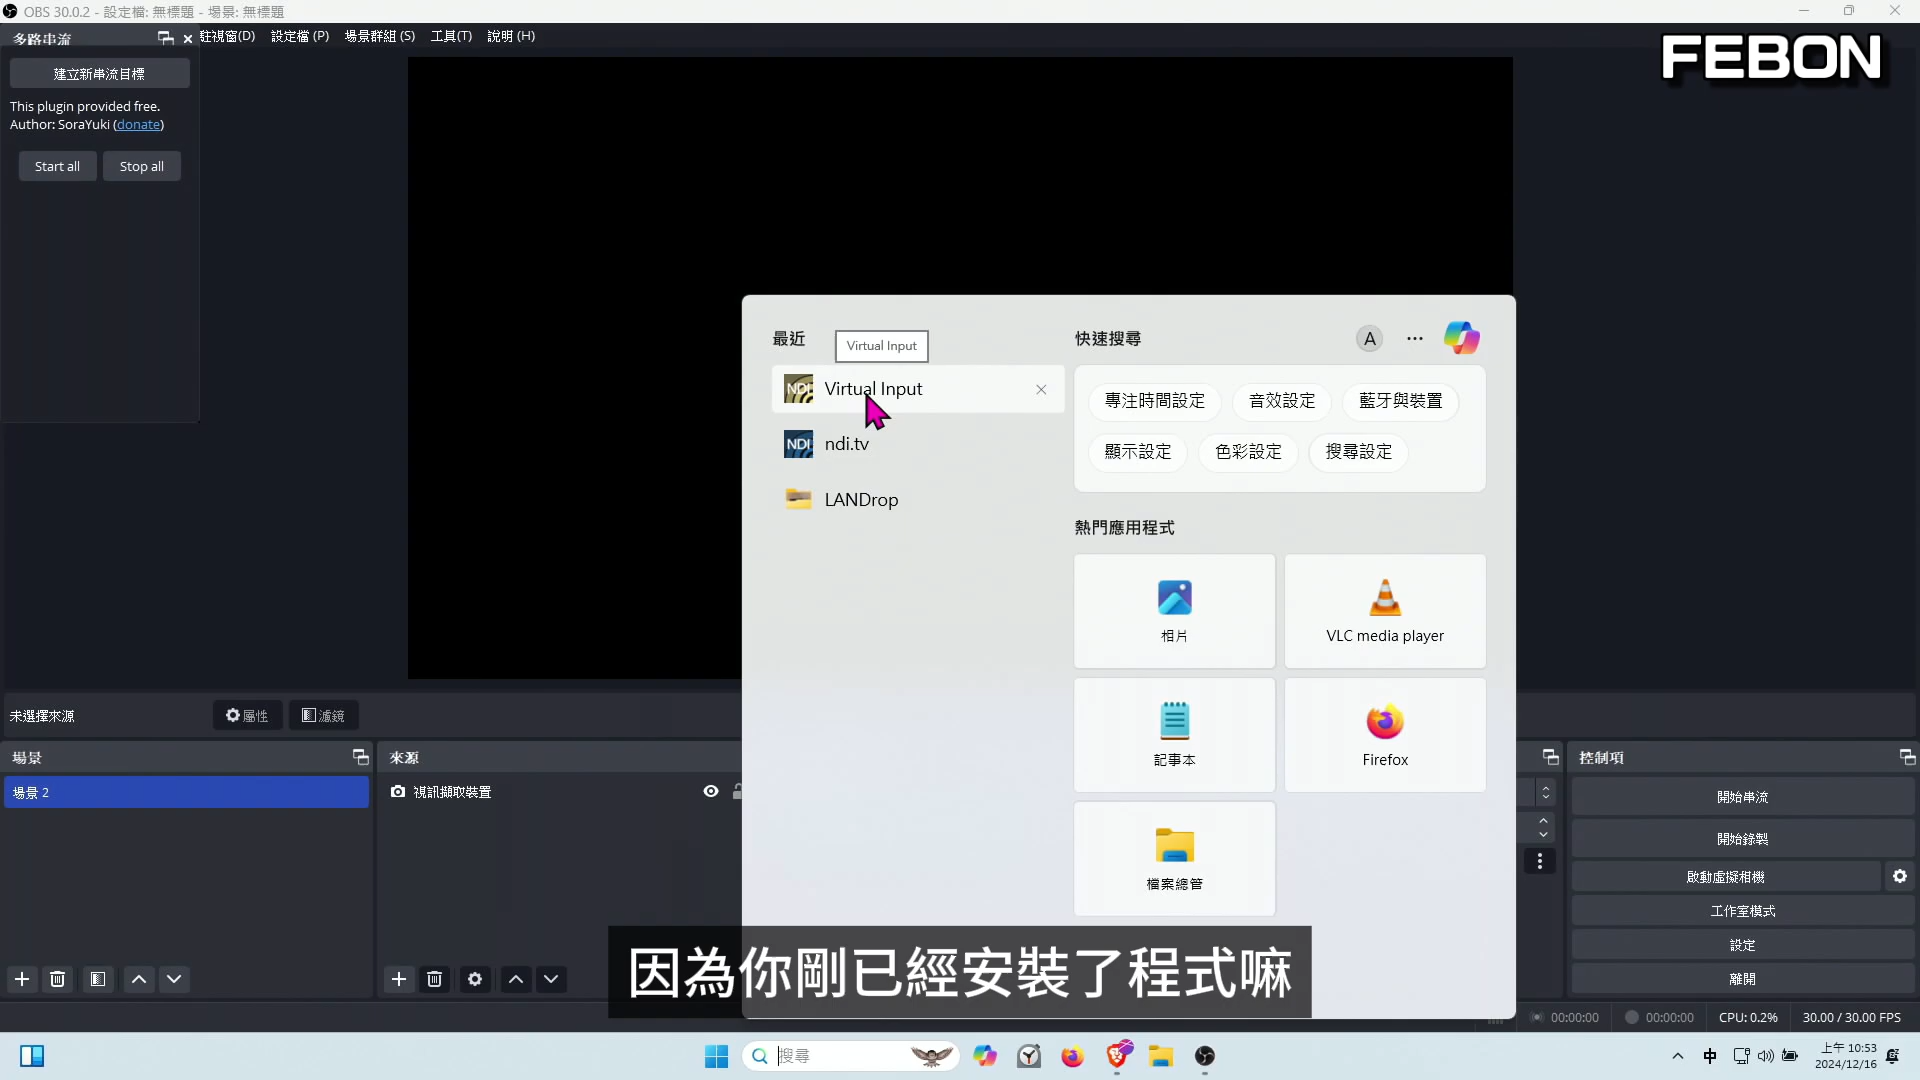 OBS 30.0.2 - 設定檔: 無標題 - 場景: 無標題
多路串流
駐視窗(D) 設定檔 (P) 場景群組 (S) 工具(T) 說明 (H)
FEBON
建立新串流目標
This plugin provided free.
Author: SoraYuki (donate)
Start all
Stop all
最近
Virtual Input
快速搜尋
A
Virtual Input
ndi.tv
LANDrop
專注時間設定
音效設定
藍牙與裝置
顯示設定
色彩設定
搜尋設定
熱門應用程式
相片
VLC media player
記事本
Firefox
檔案總管
未選擇來源
屬性
濾鏡
場景
場景 2
來源
視訊擷取裝置
控制項
開始串流
開始錄製
啟動虛擬相機
工作室模式
設定
離開
因為你剛已經安裝了程式嘛
00:00:00
00:00:00
CPU: 0.2%
30.00 / 30.00 FPS
搜尋
中
上午 10:53
2024/12/16